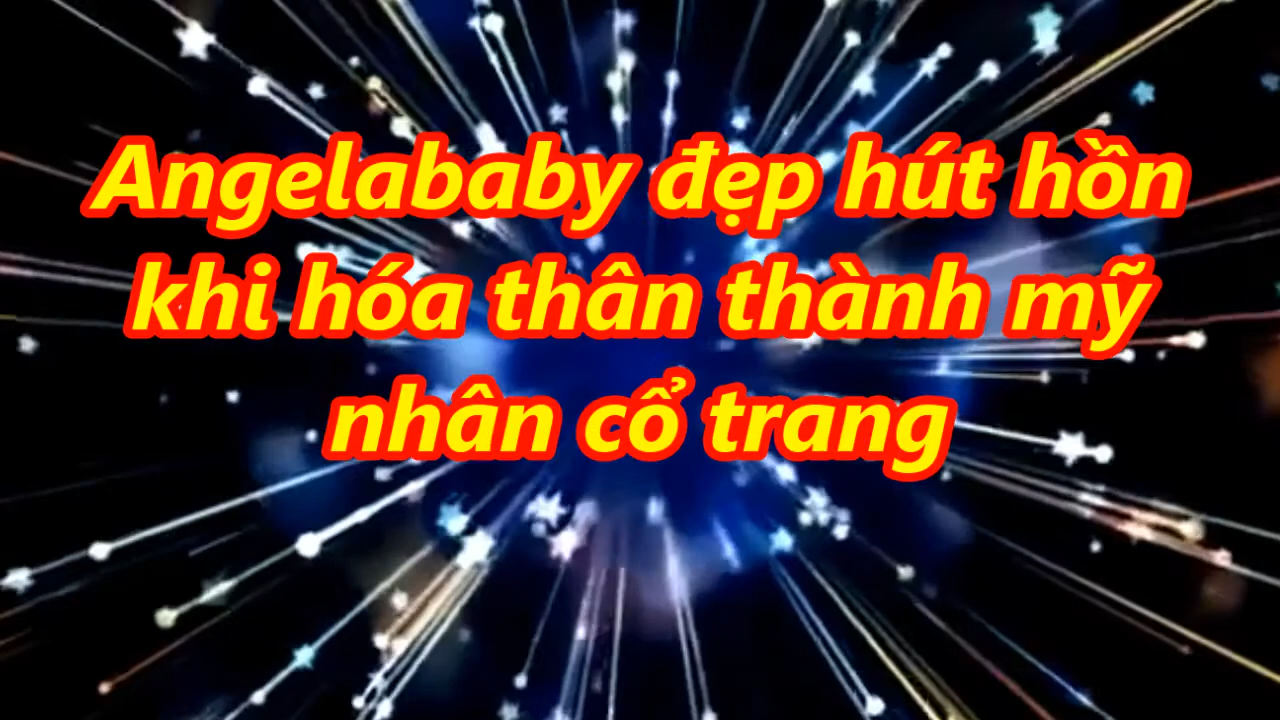 Angelababy đẹp hút hồn
khi hóa thân thành mỹ
nhân cổ trang